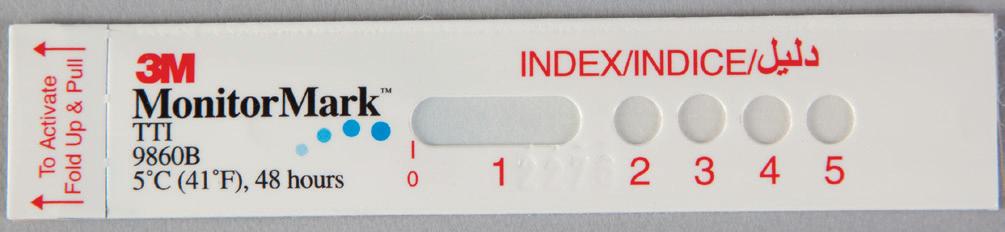 To Activate
Fold Up & Pull
3M
MonitorMark™
TTI
9860B
5°C (41°F), 48 hours
INDEX/INDICE/دليل
0 1 2 3 4 5